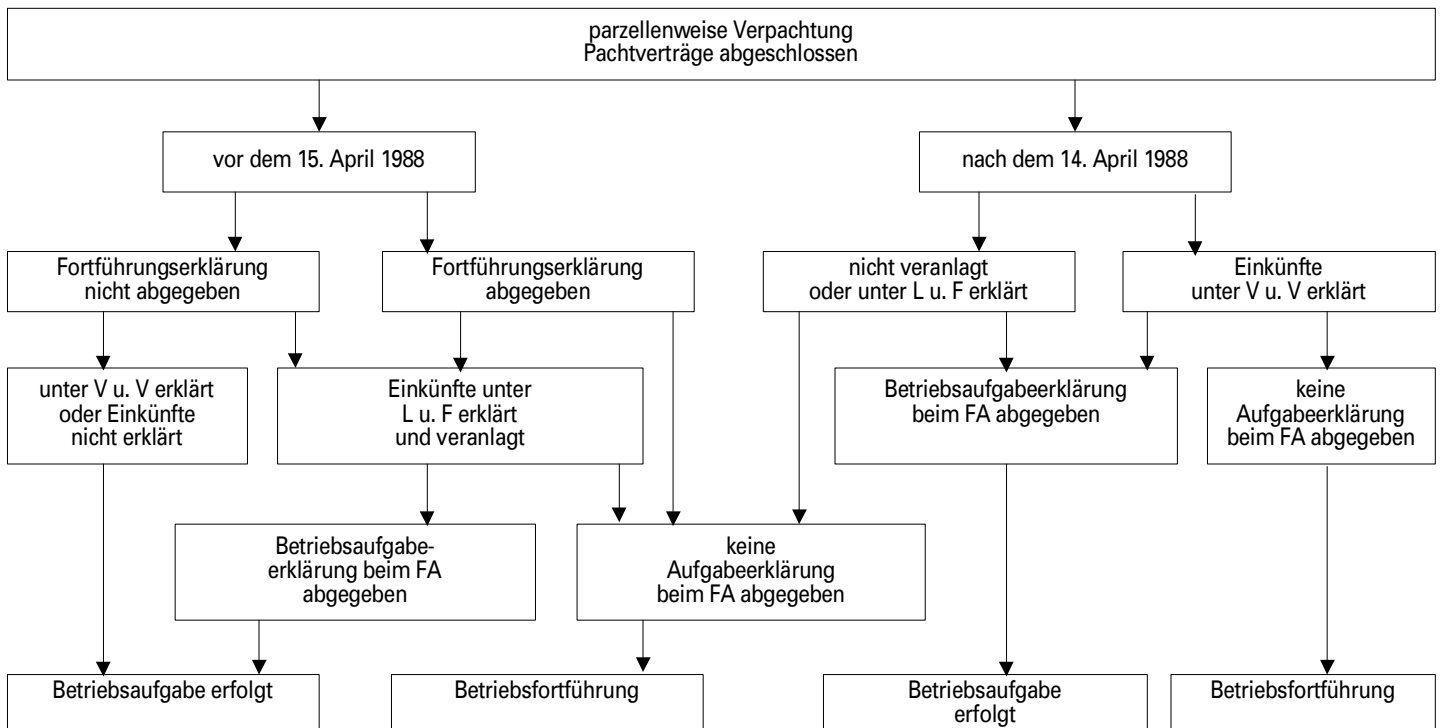 parzellenweise Verpachtung
Pachtverträge abgeschlossen
vor dem 15. April 1988
nach dem 14. April 1988
Fortführungserklärung
nicht abgegeben
Fortführungserklärung
abgegeben
nicht veranlagt
oder unter L u. F erklärt
Einkünfte
unter V u. V erklärt
unter V u. V erklärt
oder Einkünfte
nicht erklärt
Einkünfte unter
L u. F erklärt
und veranlagt
Betriebsaufgabeerklärung
beim FA abgegeben
keine
Aufgabeerklärung
beim FA abgegeben
Betriebsaufgabe-
erklärung beim FA
abgegeben
keine
Aufgabeerklärung
beim FA abgegeben
Betriebsaufgabe erfolgt
Betriebsfortführung
Betriebsaufgabe
erfolgt
Betriebsfortführung